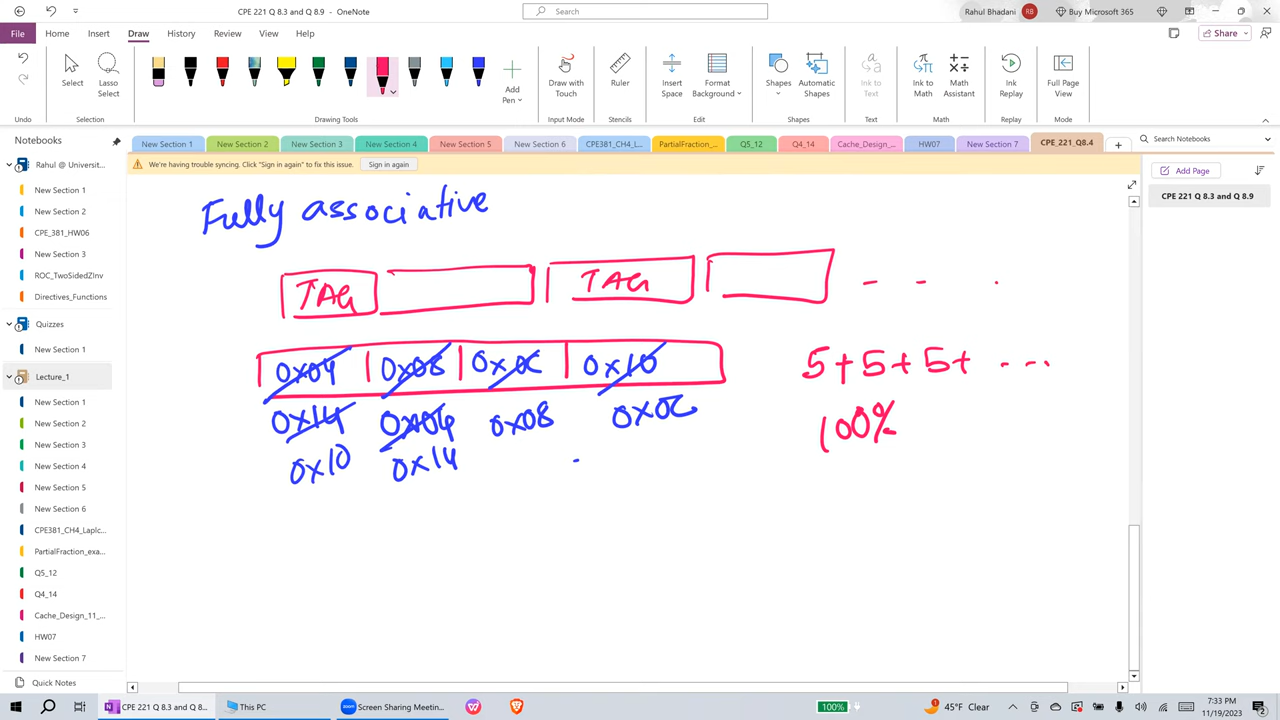 CPE 221 Q 8.3 and Q 8.9 - OneNote
Search
Rahul Bhadani
RB
Buy Microsoft 365
File
Home
Insert
Draw
History
Review
View
Help
Share
Select
Lasso Select
Add Pen
Draw with Touch
Ruler
Insert Space
Format Background
Shapes
Automatic Shapes
Ink to Text
Ink to Math
Math Assistant
Ink Replay
Full Page View
Undo
Selection
Drawing Tools
Input Mode
Stencils
Edit
Shapes
Text
Math
Replay
Mode
Notebooks
New Section 1
New Section 2
New Section 3
New Section 4
New Section 5
New Section 6
CPE381_CH4_L...
PartialFraction_...
Q5_12
Q4_14
Cache_Design_...
HW07
New Section 7
CPE_221_Q8.4
Search Notebooks
We're having trouble syncing. Click "Sign in again" to fix this issue.
Sign in again
Add Page
CPE 221 Q 8.3 and Q 8.9
Rahul @ Universit...
New Section 1
New Section 2
CPE_381_HW06
New Section 3
ROC_TwoSidedZInv
Directives_Functions
Quizzes
New Section 1
Lecture_1
New Section 1
New Section 2
New Section 3
New Section 4
New Section 5
New Section 6
CPE381_CH4_Laplc...
PartialFraction_exa...
Q5_12
Q4_14
Cache_Design_11_...
HW07
New Section 7
Quick Notes
Fully associative
TAG TAG - - .
0x04 0x08 0x0C 0x10
5+5+5+ ...
0x14 0x04 0x08 0x0C
100%
0x10 0x14
CPE 221 Q 8.3 and Q 8...
This PC
Screen Sharing Meetin...
100%
45°F Clear
7:33 PM
11/19/2023
2